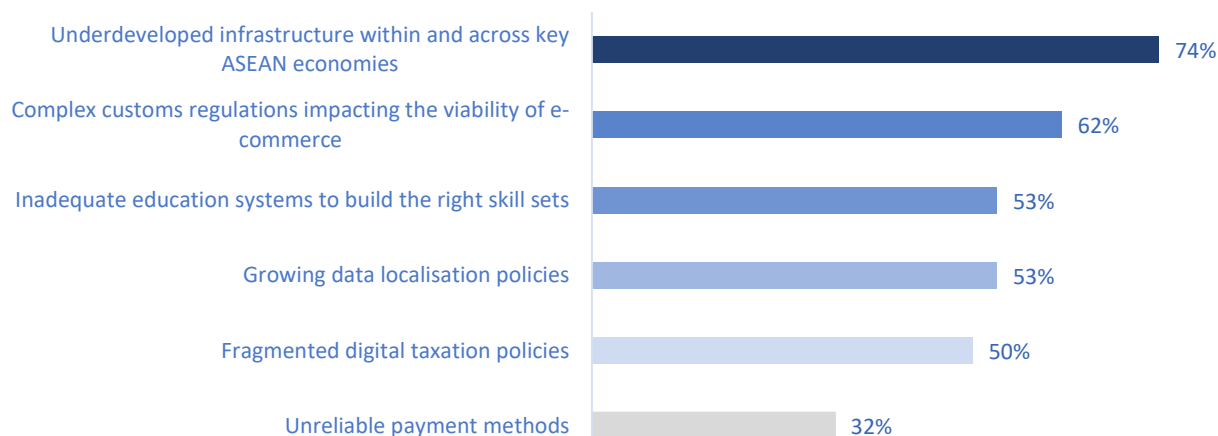 Underdeveloped infrastructure within and across key
ASEAN economies
74%
Complex customs regulations impacting the viability of e-
commerce
62%
Inadequate education systems to build the right skill sets
53%
Growing data localisation policies
53%
Fragmented digital taxation policies
50%
Unreliable payment methods
32%